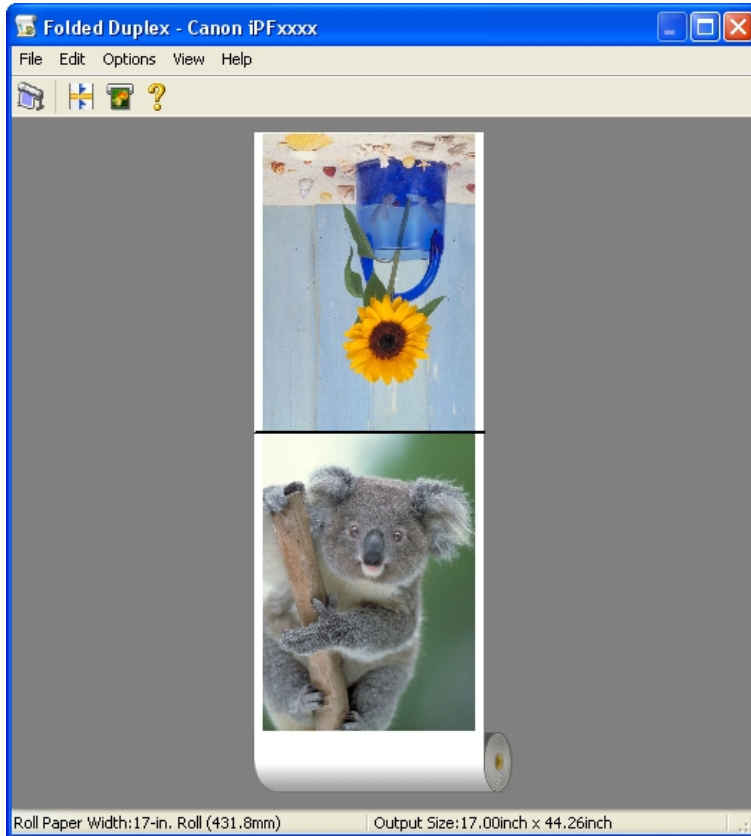 Folded Duplex - Canon iPFxxxx
File Edit Options View Help
Roll Paper Width:17-in. Roll (431.8mm) Output Size:17.00inch x 44.26inch